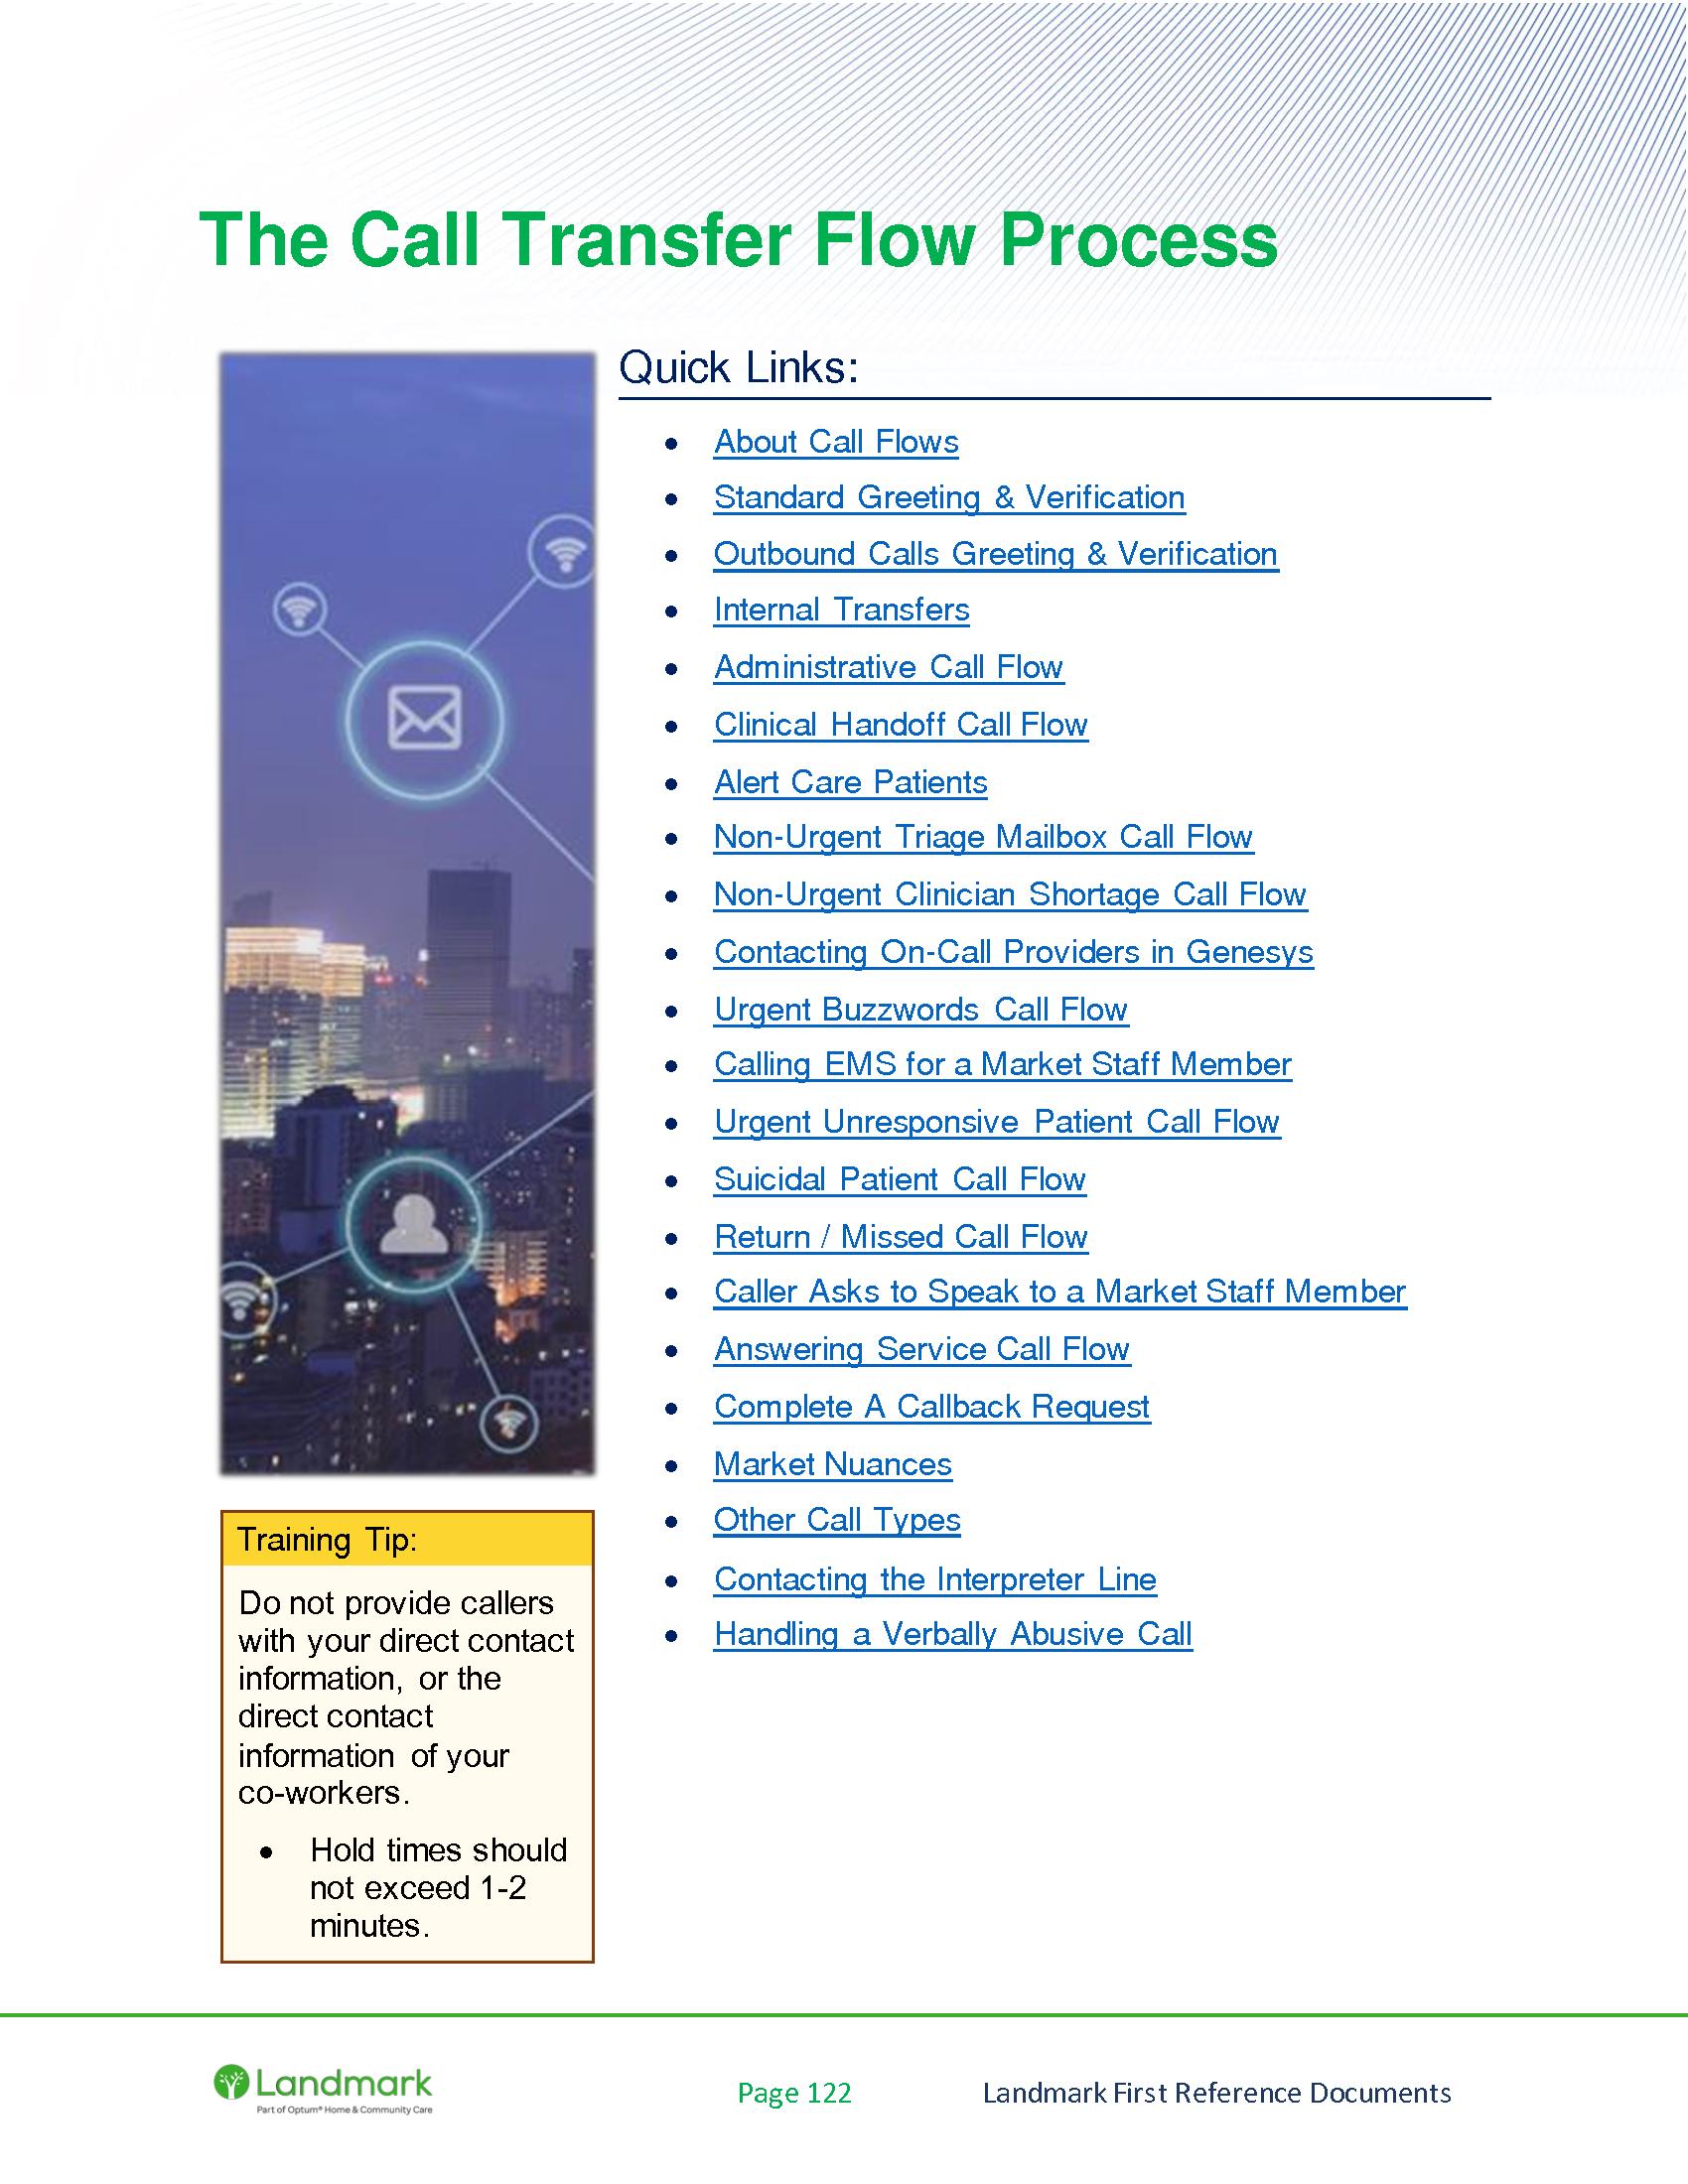 The Call Transfer Flow Process
Quick Links:
• About Call Flows
• Standard Greeting & Verification
• Outbound Calls Greeting & Verification
• Internal Transfers
• Administrative Call Flow
• Clinical Handoff Call Flow
• Alert Care Patients
• Non-Urgent Triage Mailbox Call Flow
• Non-Urgent Clinician Shortage Call Flow
• Contacting On-Call Providers in Genesys
• Urgent Buzzwords Call Flow
• Calling EMS for a Market Staff Member
• Urgent Unresponsive Patient Call Flow
• Suicidal Patient Call Flow
• Return / Missed Call Flow
• Caller Asks to Speak to a Market Staff Member
• Answering Service Call Flow
• Complete A Callback Request
• Market Nuances
• Other Call Types
• Contacting the Interpreter Line
• Handling a Verbally Abusive Call
Training Tip:
Do not provide callers
with your direct contact
information, or the
direct contact
information of your
co-workers.
• Hold times should
not exceed 1-2
minutes.
Landmark
Part of Optum® Home & Community Care
Page 122
Landmark First Reference Documents